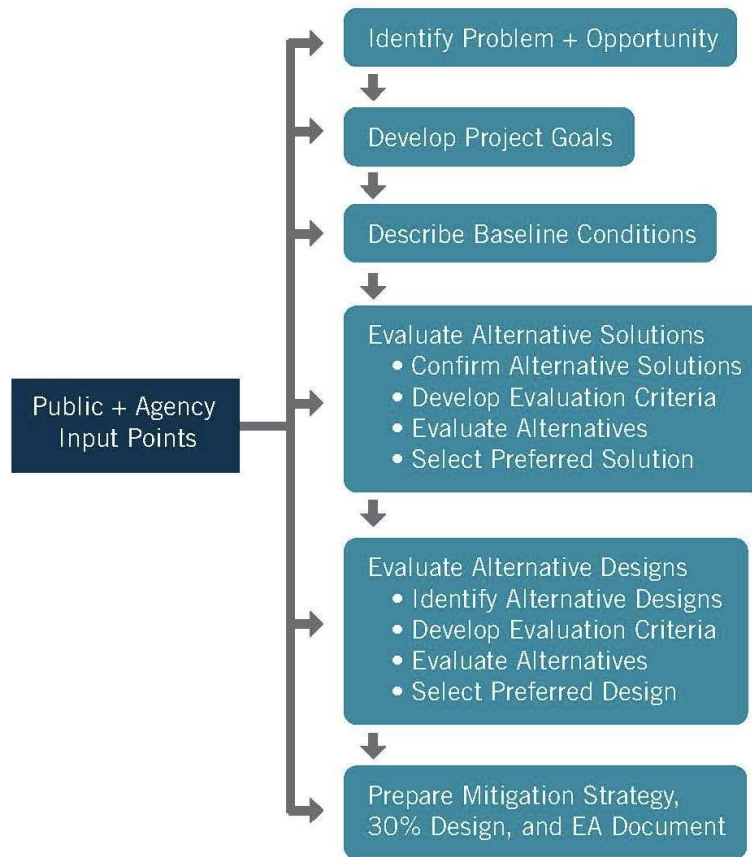 Identify Problem + Opportunity
Develop Project Goals
Describe Baseline Conditions
Evaluate Alternative Solutions
• Confirm Alternative Solutions
• Develop Evaluation Criteria
• Evaluate Alternatives
• Select Preferred Solution
Public + Agency
Input Points
Evaluate Alternative Designs
• Identify Alternative Designs
• Develop Evaluation Criteria
• Evaluate Alternatives
• Select Preferred Design
Prepare Mitigation Strategy,
30% Design, and EA Document